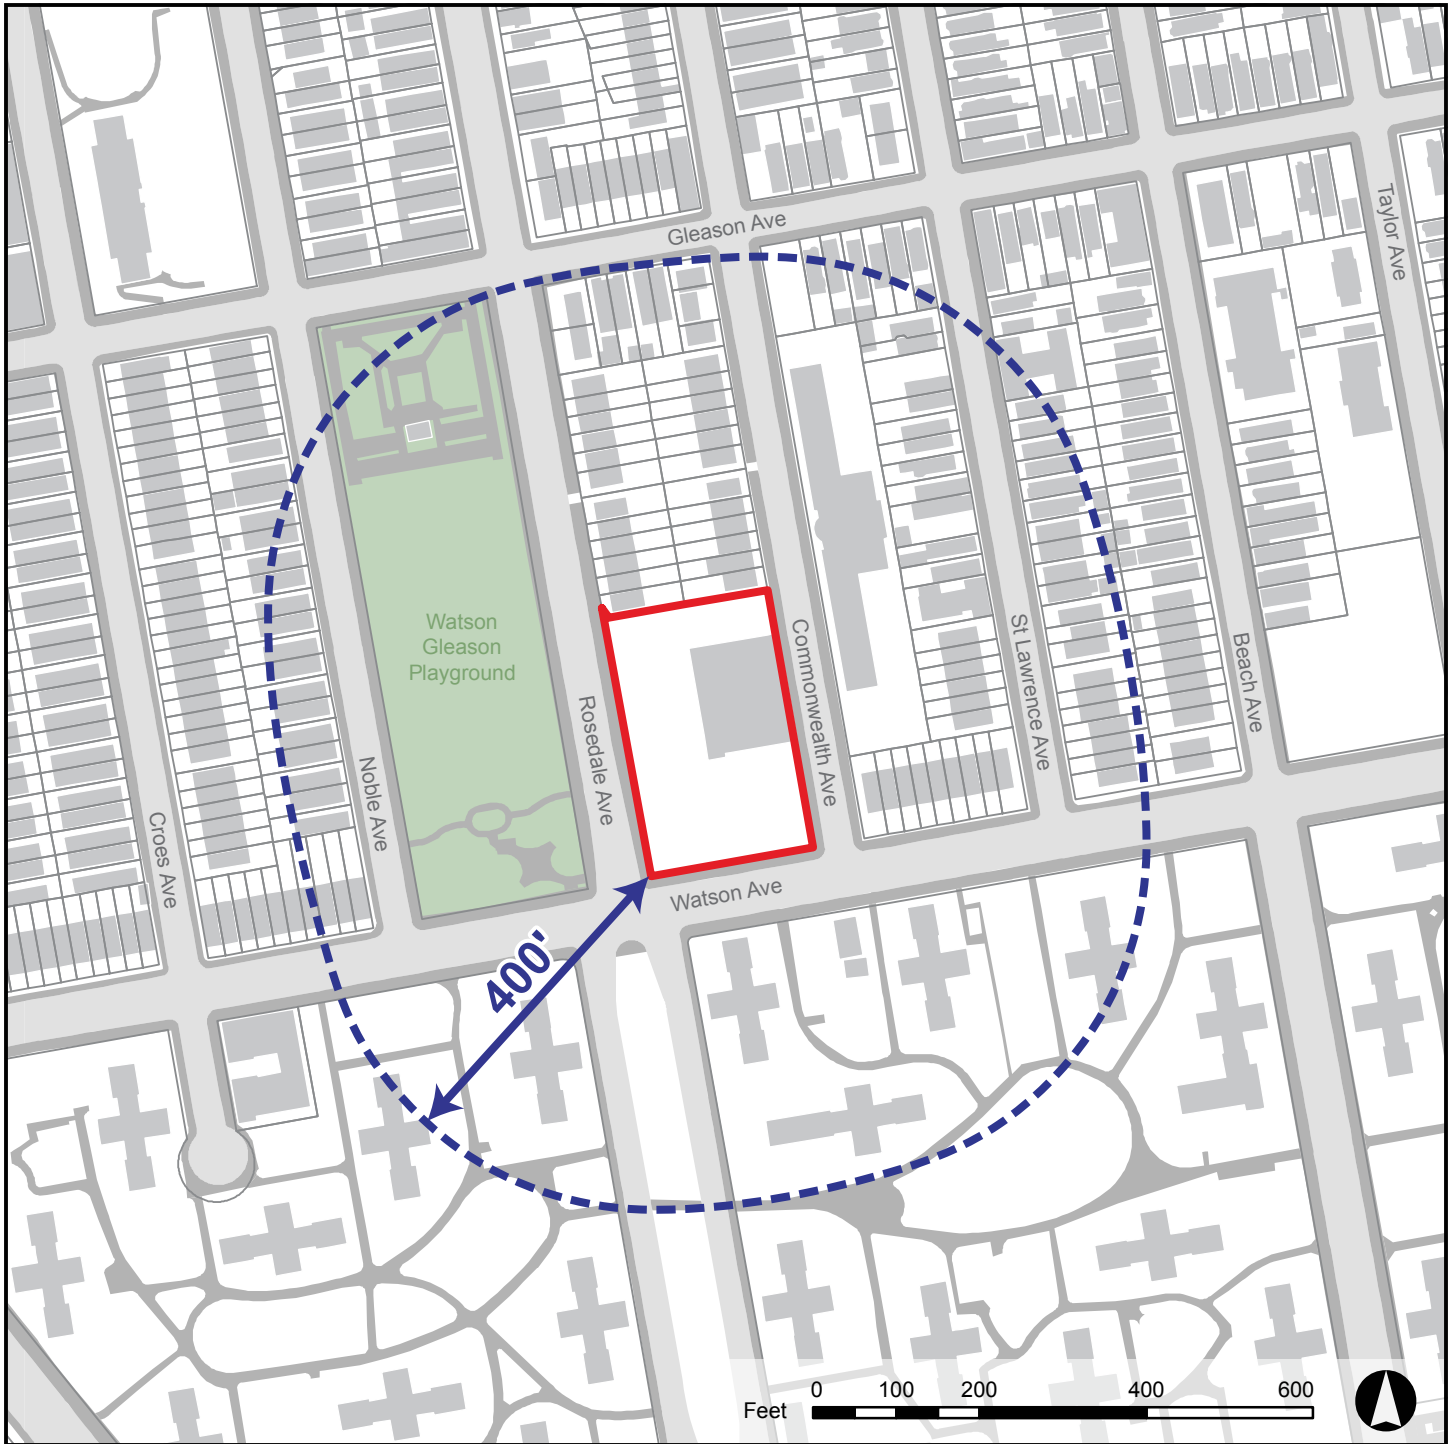 Gleason Ave
Taylor Ave
Watson
Gleason
Playground
Commonwealth Ave
St Lawrence Ave
Beach Ave
Rosedale Ave
Noble Ave
Croes Ave
Watson Ave
400'
0 100 200 400 600
Feet